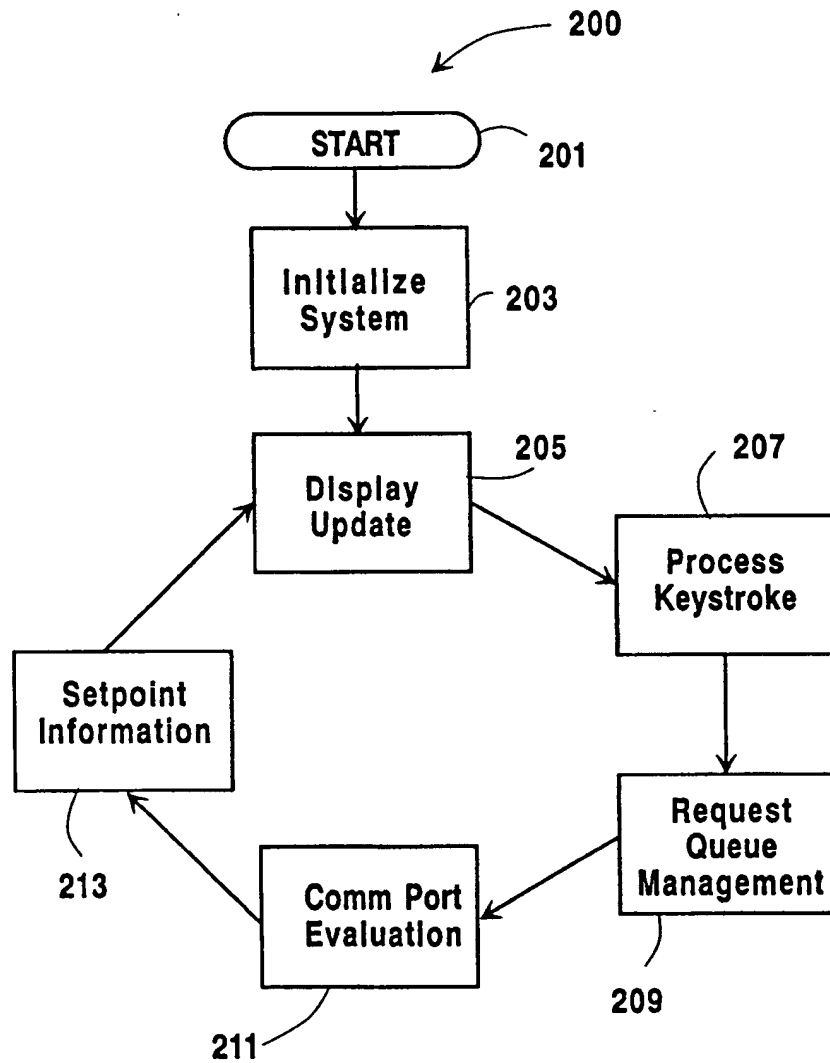 200
START
201
Initialize
System
203
205
Display
Update
207
Process
Keystroke
Setpoint
Information
213
Request
Queue
Management
209
Comm Port
Evaluation
211